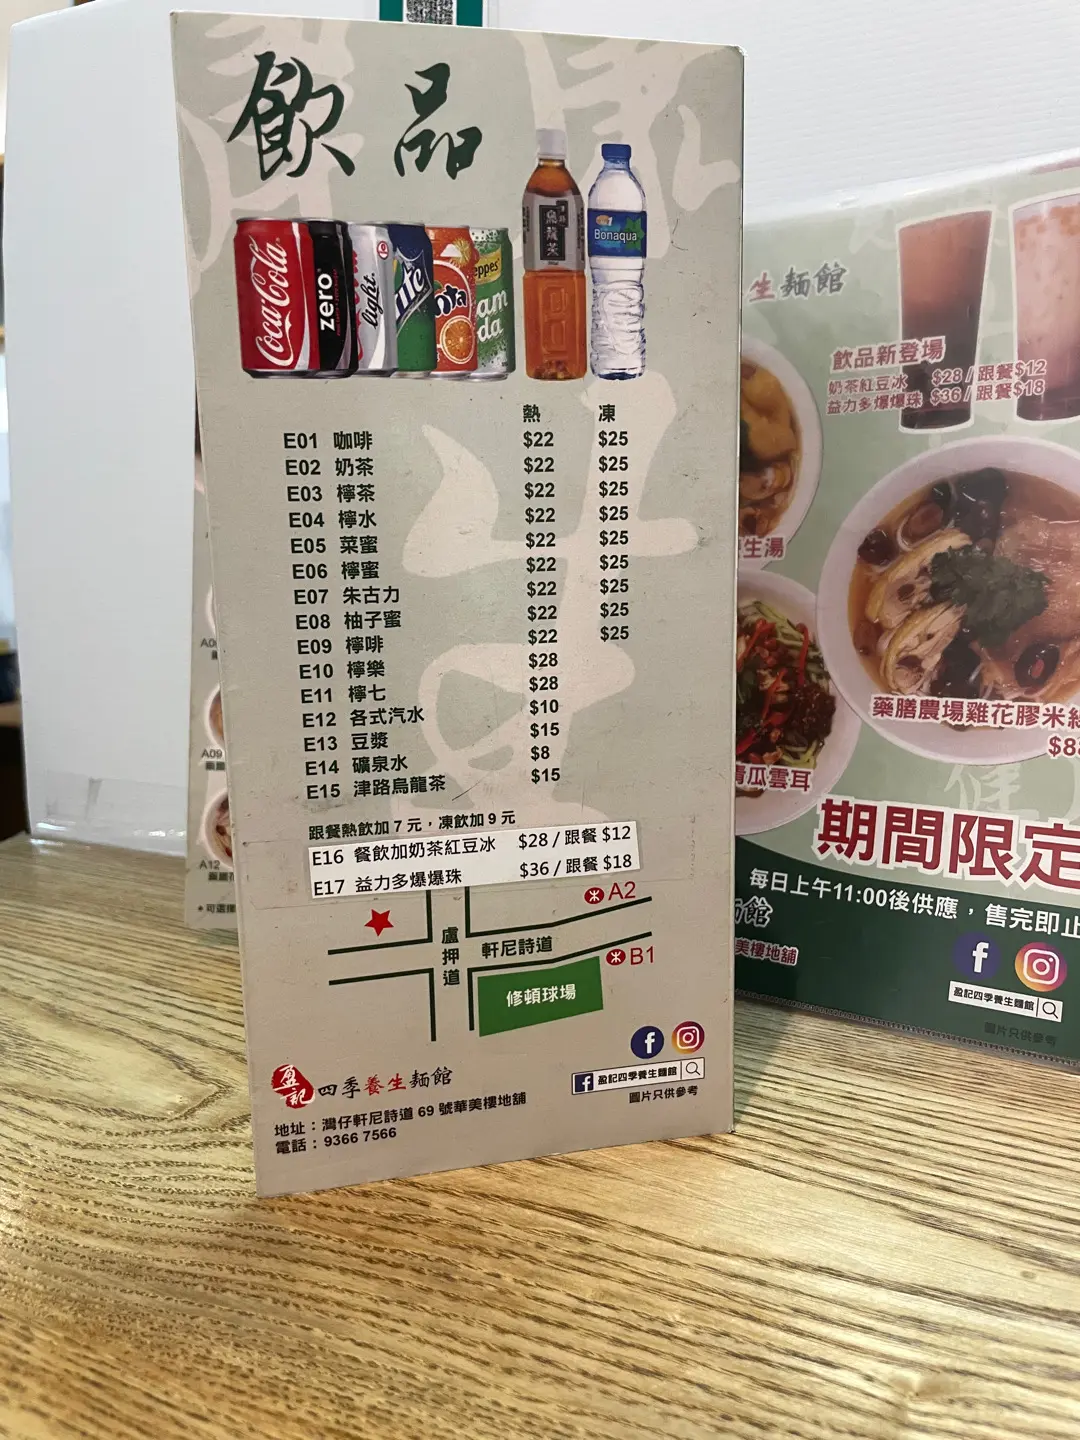 飲品
Coca-Cola
zero
light
Bonaqua
烏龍茶
熱 凍
E01 咖啡 $22 $25
E02 奶茶 $22 $25
E03 檸茶 $22 $25
E04 檸水 $22 $25
E05 菜蜜 $22 $25
E06 檸蜜 $22 $25
E07 朱古力 $22 $25
E08 柚子蜜 $22 $25
E09 檸啡 $22 $25
E10 檸樂 $28
E11 檸七 $28
E12 各式汽水 $10
E13 豆漿 $15
E14 礦泉水 $8
E15 津路烏龍茶 $15
跟餐熱飲加 7 元，凍飲加 9 元
E16 餐飲加奶茶紅豆冰 $28 / 跟餐 $12
E17 益力多爆爆珠 $36 / 跟餐 $18
A2
盧押道
軒尼詩道
B1
修頓球場
盈記四季養生麵館
盈記四季養生麵館
圖片只供參考
地址：灣仔軒尼詩道 69 號華美樓地舖
電話：9366 7566
生麵館
飲品新登場
奶茶紅豆冰 $28 / 跟餐$12
益力多爆爆珠 $36 / 跟餐$18
生湯
藥膳農場雞花膠米
瓜雲耳
期間限定
每日上午11:00後供應，售完即止
館
美樓地舖
盈記四季養生麵館
圖片只供參考
A09
A12